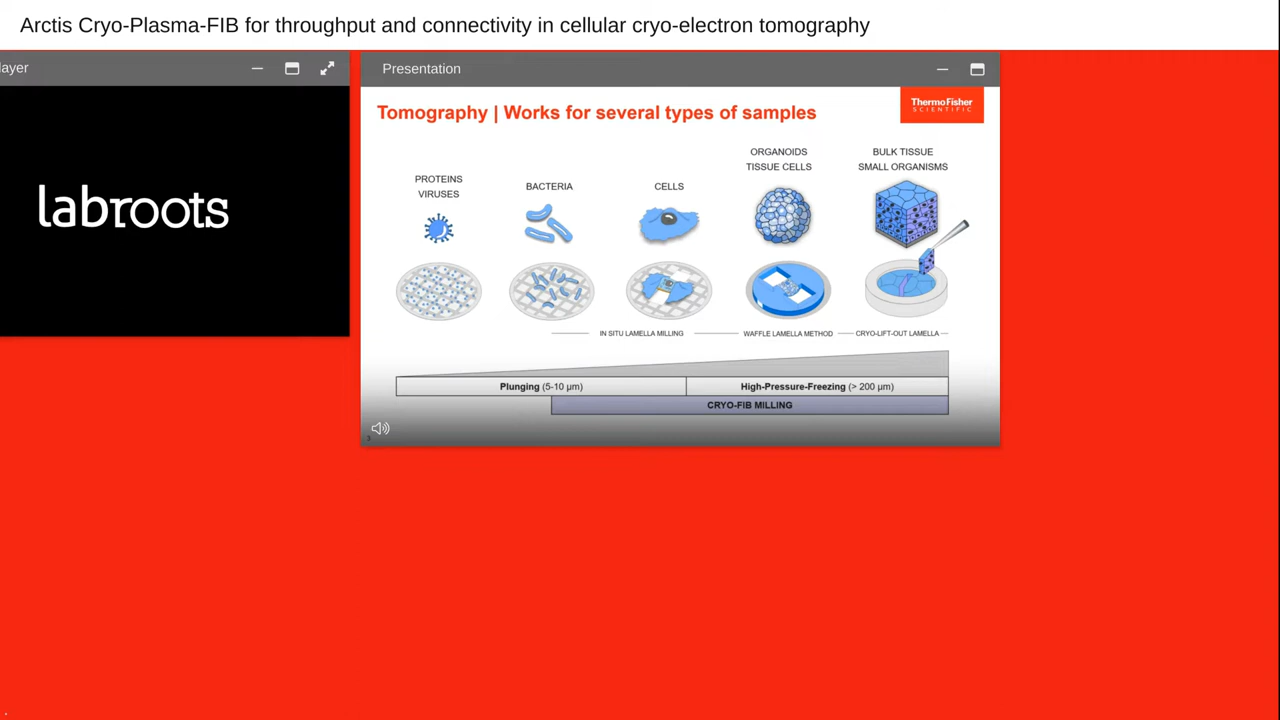 Arctis Cryo-Plasma-FIB for throughput and connectivity in cellular cryo-electron tomography
layer
Presentation
labroots
Tomography | Works for several types of samples
ThermoFisher
SCIENTIFIC
PROTEINS
VIRUSES
BACTERIA
CELLS
ORGANOIDS
TISSUE CELLS
BULK TISSUE
SMALL ORGANISMS
IN SITU LAMELLA MILLING
WAFFLE LAMELLA METHOD
CRYO-LIFT-OUT LAMELLA
Plunging (5-10 µm)
High-Pressure-Freezing (> 200 µm)
CRYO-FIB MILLING
3